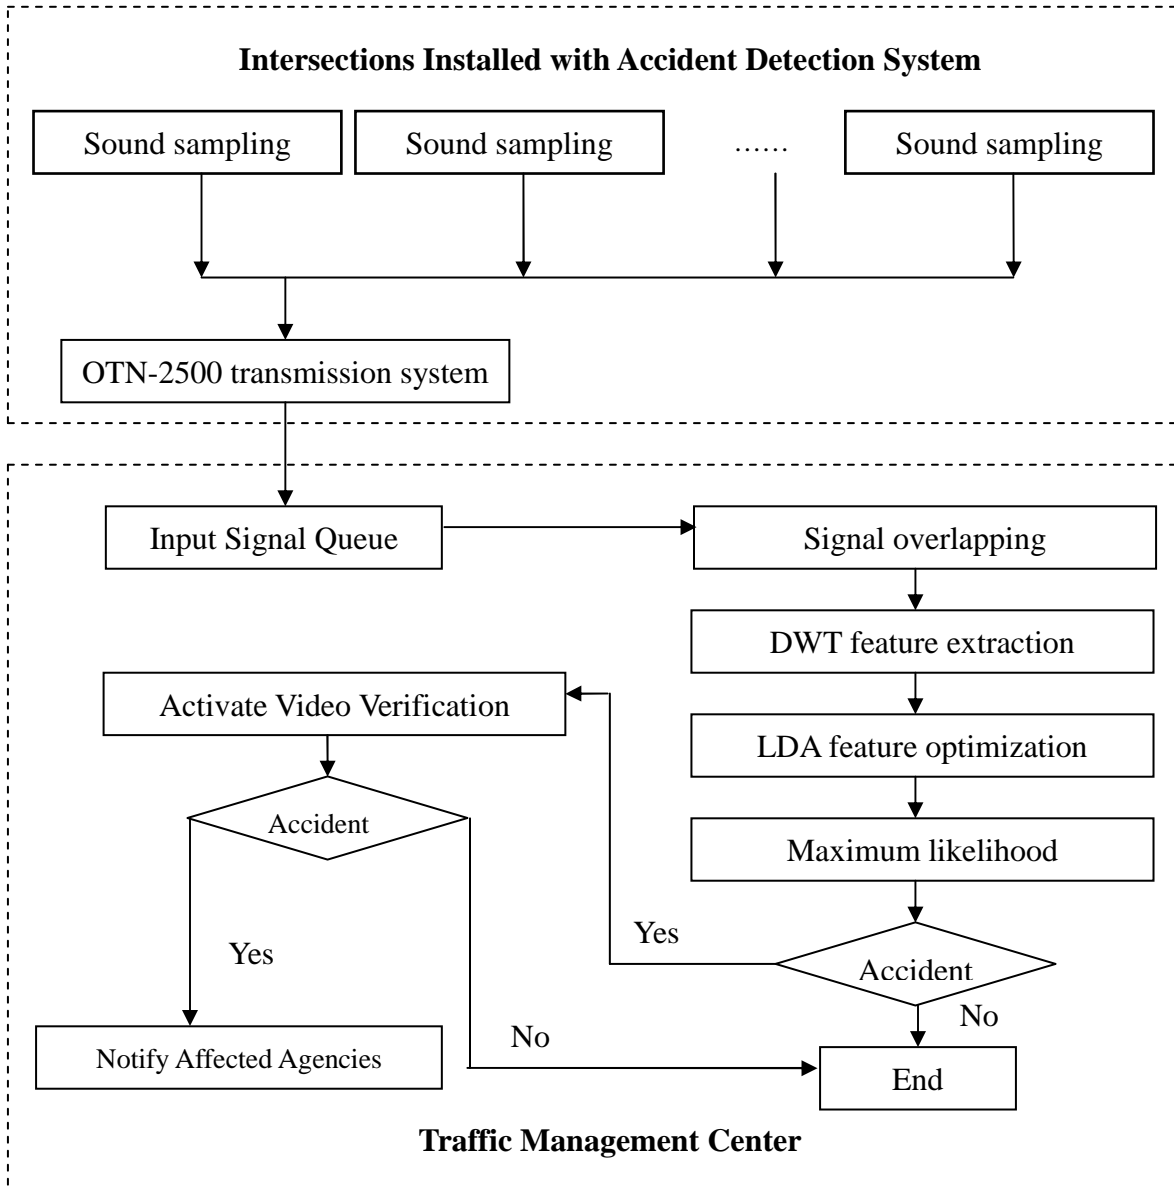 Intersections Installed with Accident Detection System
Sound sampling
Sound sampling
......
Sound sampling
OTN-2500 transmission system
Input Signal Queue
Signal overlapping
DWT feature extraction
Activate Video Verification
LDA feature optimization
Accident
Maximum likelihood
Yes
Yes
Accident
No
No
Notify Affected Agencies
End
Traffic Management Center